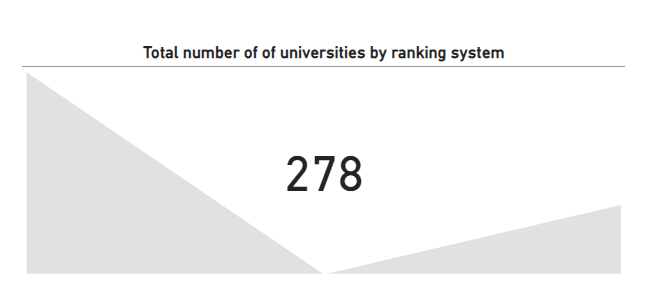 Total number of of universities by ranking system
278